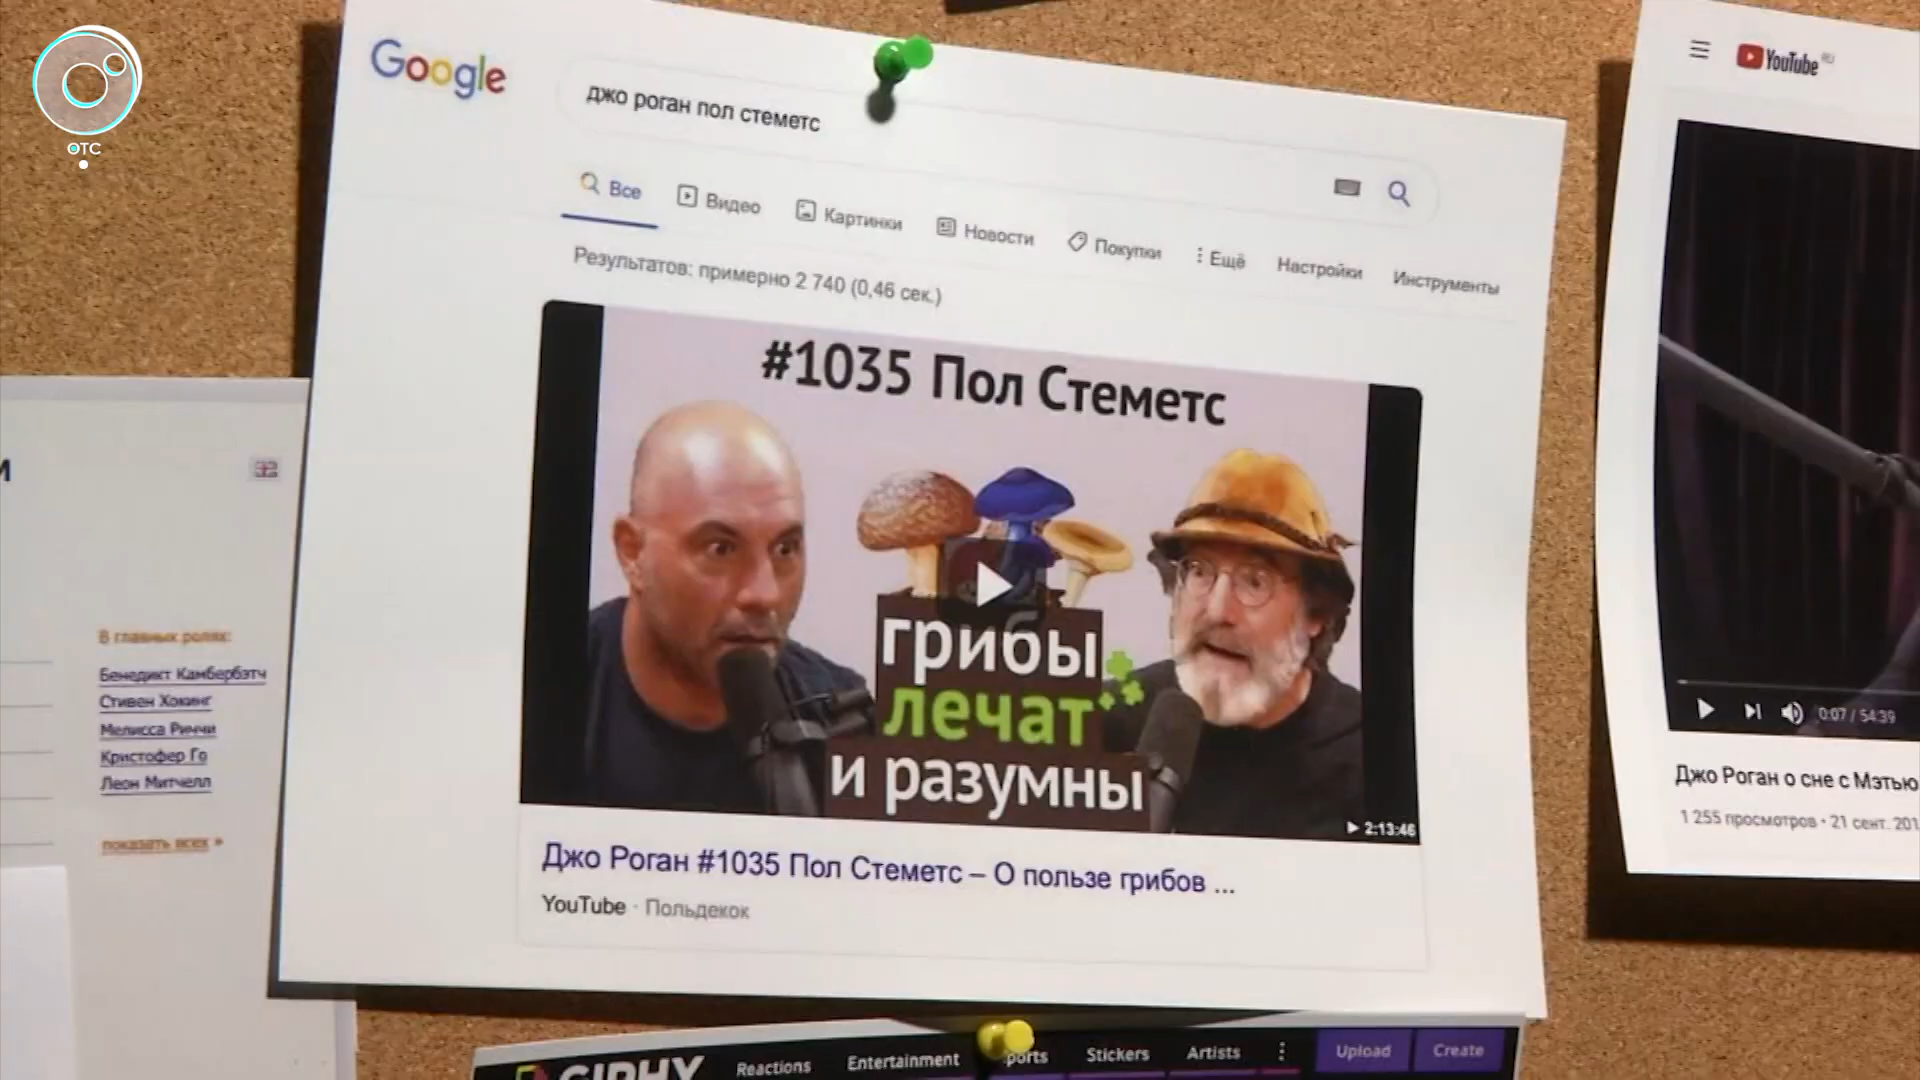 ОТС
Google
джо роган пол стеметс
Все
Видео
Картинки
Новости
Покупки
Ещё
Настройки
Инструменты
Результатов: примерно 2 740 (0,46 сек.)
#1035 Пол Стеметс
грибы
лечат
и разумны
2:13:46
Джо Роган #1035 Пол Стеметс – О пользе грибов ...
YouTube · Польдекок
В главных ролях:
Бенедикт Камбербэтч
Стивен Хокинг
Мелисса Риччи
Кристофер Го
Леон Митчелл
показать всех »
YouTube RU
0:07 / 54:39
Джо Роган о сне с Мэтью
1 255 просмотров • 21 сент. 201
GIPHY
Reactions
Entertainment
ports
Stickers
Artists
Upload
Create